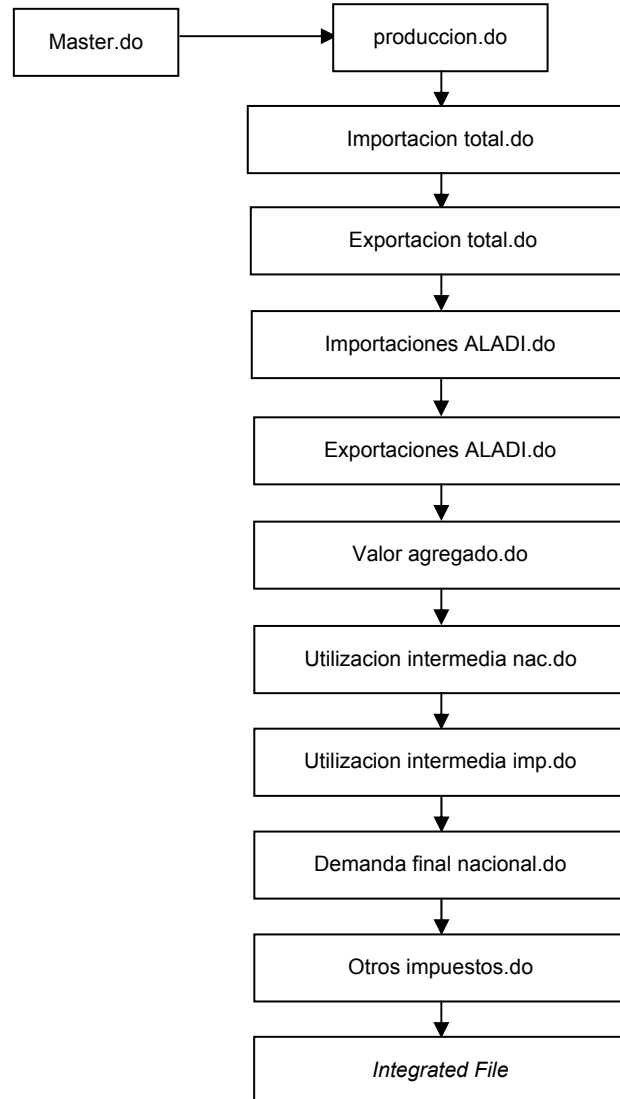 Master.do
produccion.do
Importacion total.do
Exportacion total.do
Importaciones ALADI.do
Exportaciones ALADI.do
Valor agregado.do
Utilizacion intermedia nac.do
Utilizacion intermedia imp.do
Demanda final nacional.do
Otros impuestos.do
Integrated File